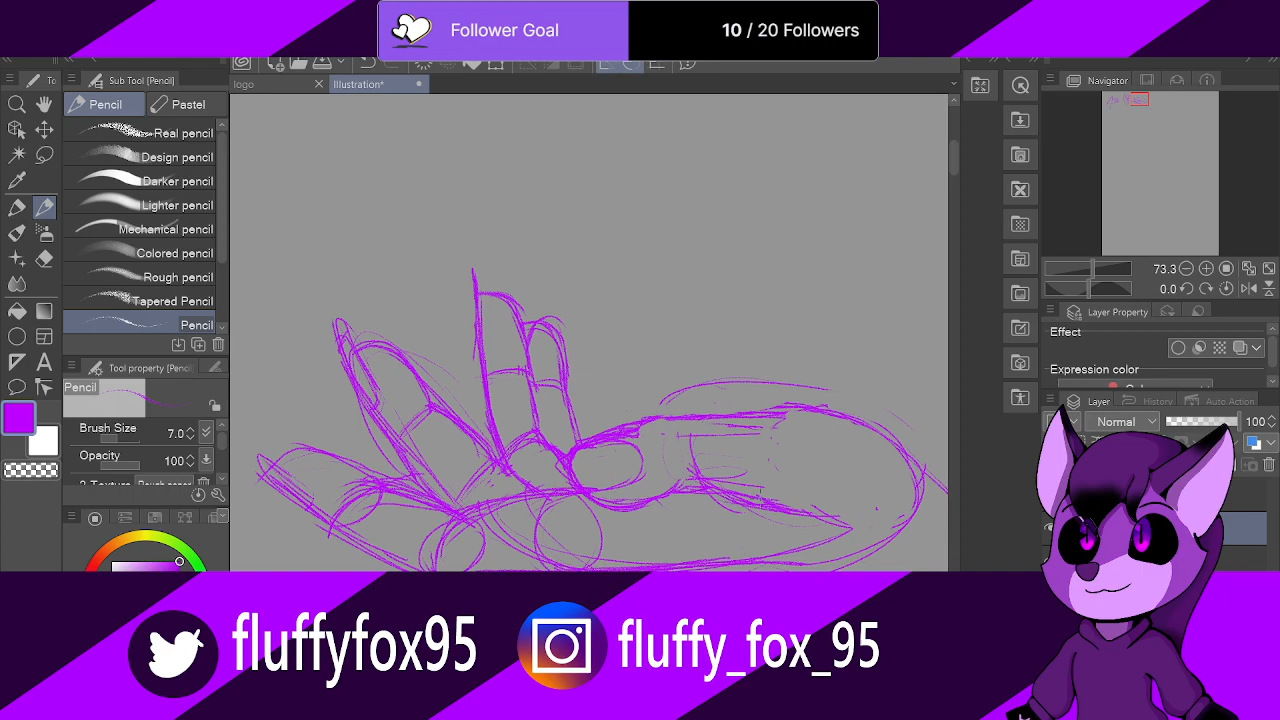 Follower Goal
10 / 20 Followers
Sub Tool [Pencil]
logo
Illustration*
Navigator
Pencil
Pastel
Real pencil
Design pencil
Darker pencil
Lighter pencil
Mechanical pencil
Colored pencil
Rough pencil
Tapered Pencil
Pencil
Tool property [Penci
Pencil
Brush Size
7.0
Opacity
100
73.3
0.0
Layer Property
Effect
Expression color
Layer
History
Auto Action
Normal
100
fluffyfox95
fluffy_fox_95